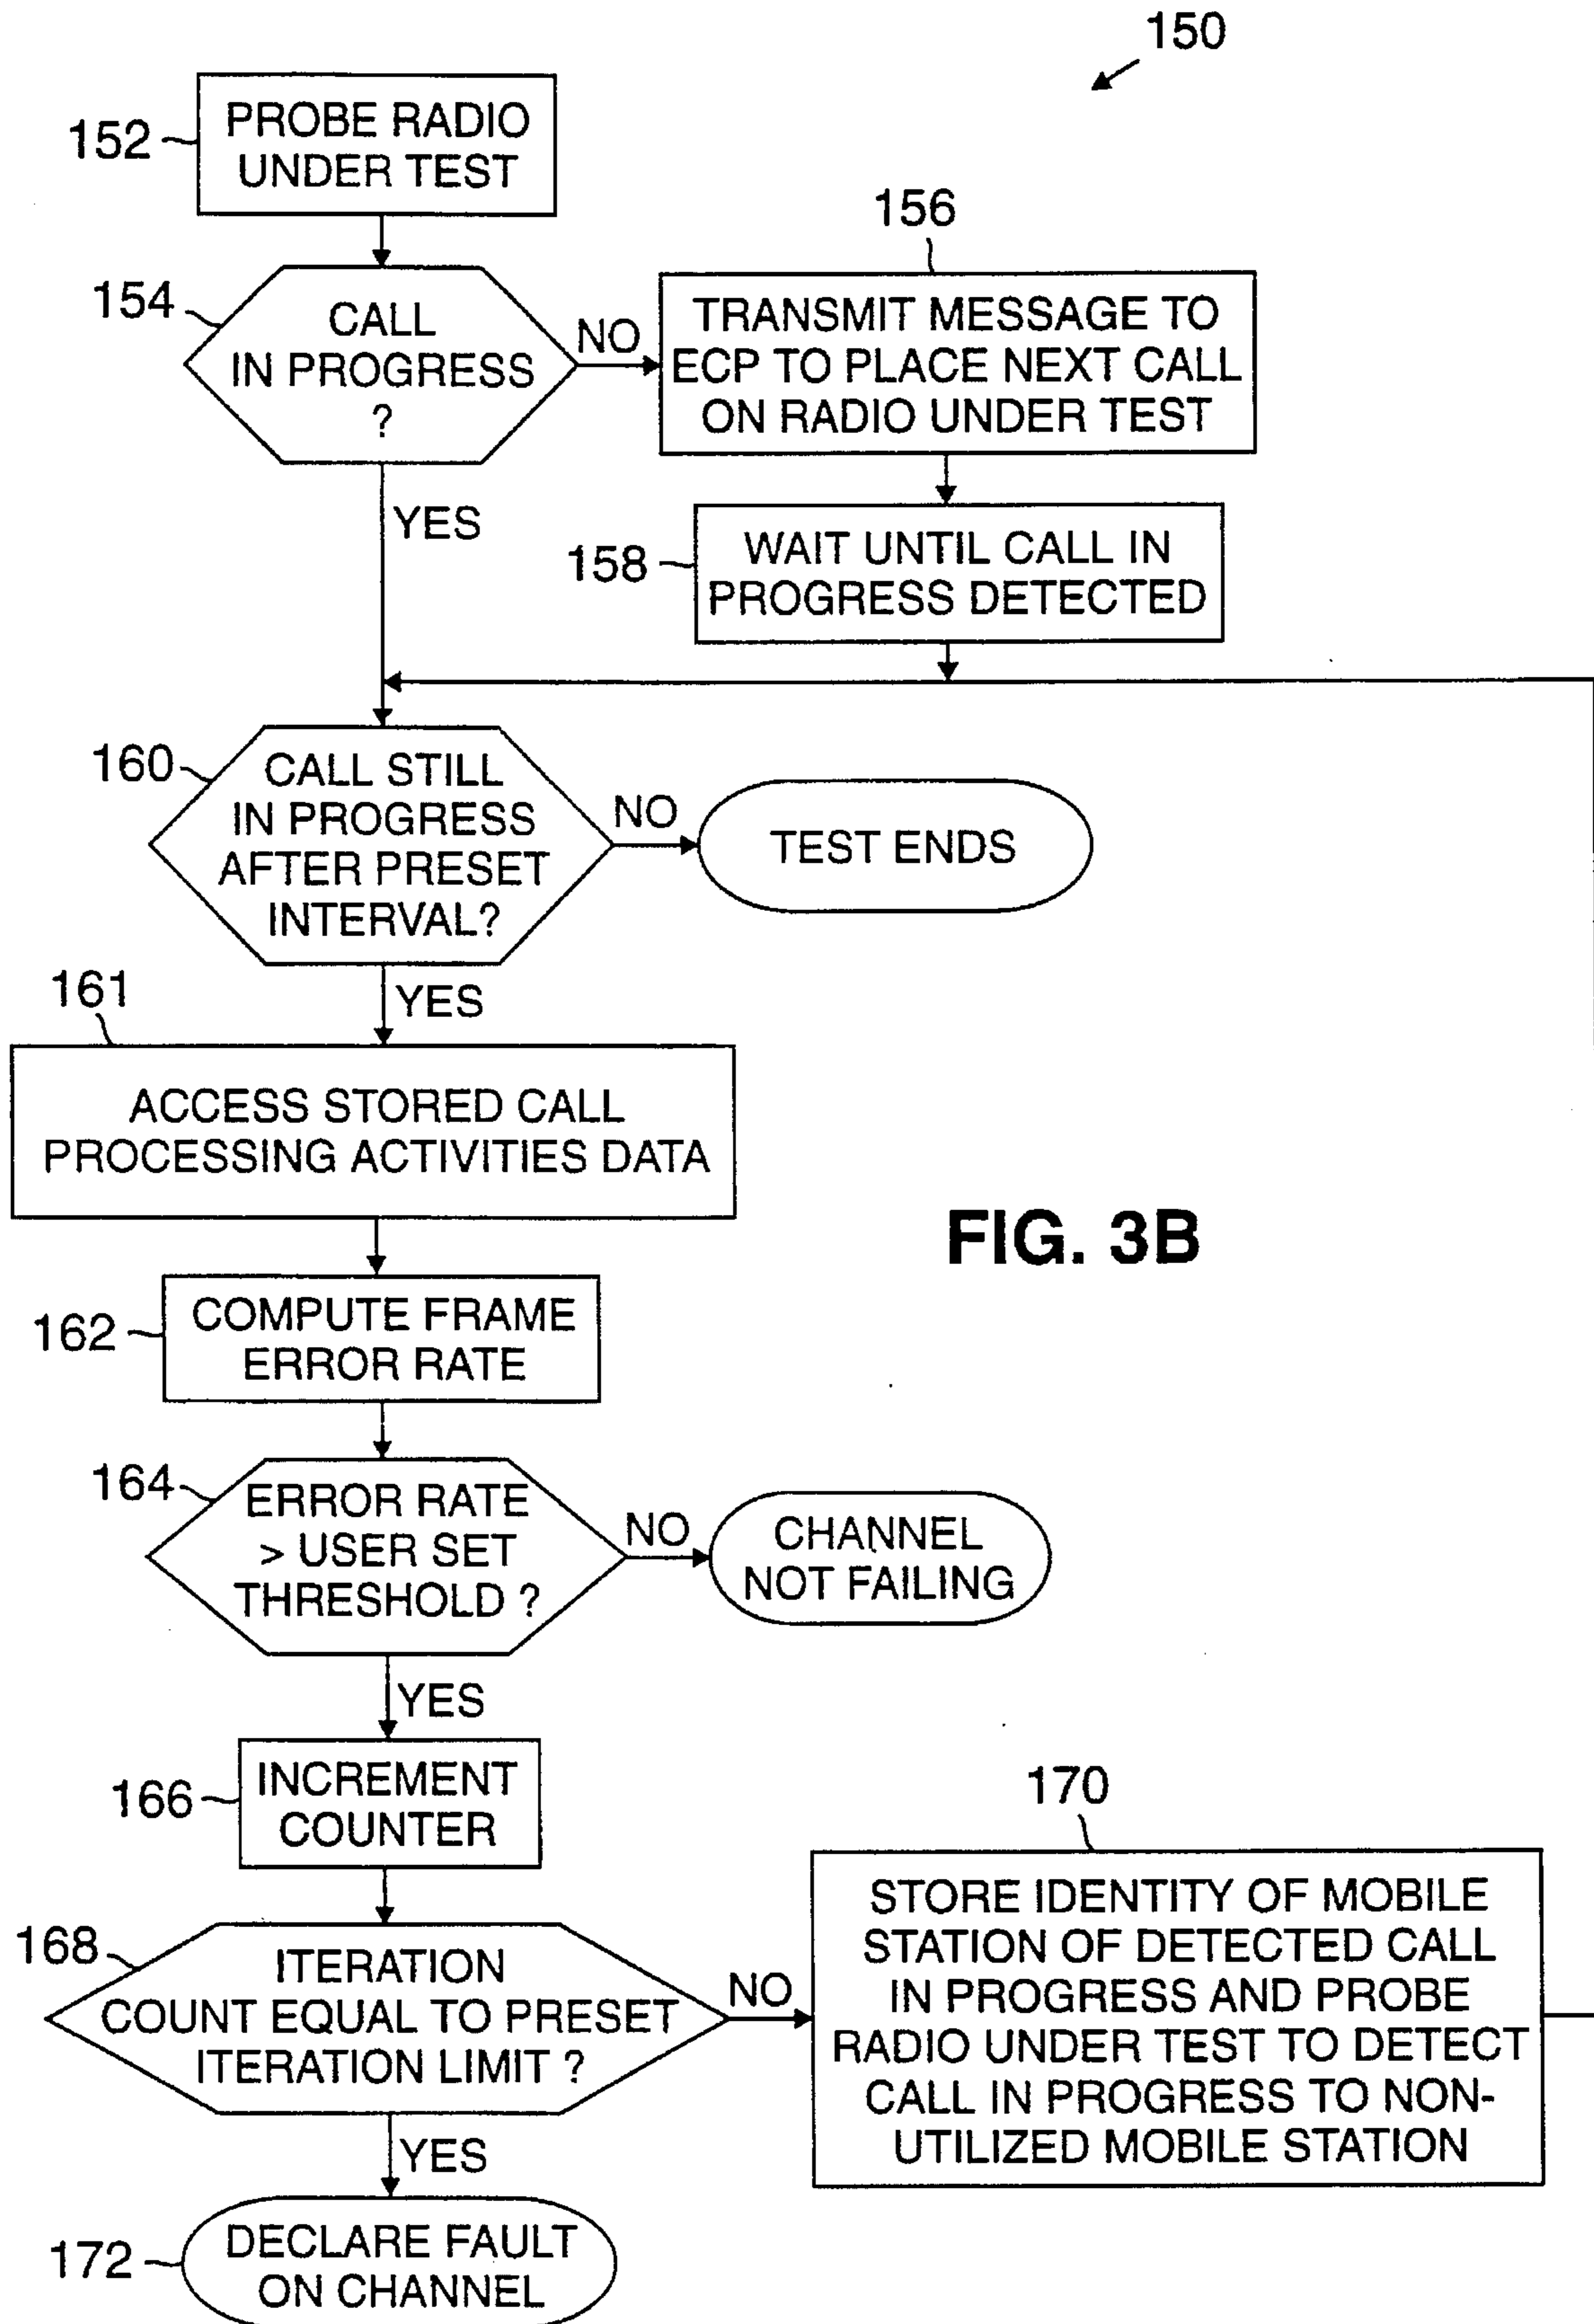 150
152
PROBE RADIO
UNDER TEST
156
154
CALL
IN PROGRESS
?
NO
TRANSMIT MESSAGE TO
ECP TO PLACE NEXT CALL
ON RADIO UNDER TEST
YES
158
WAIT UNTIL CALL IN
PROGRESS DETECTED
160
CALL STILL
IN PROGRESS
AFTER PRESET
INTERVAL?
NO
TEST ENDS
YES
161
ACCESS STORED CALL
PROCESSING ACTIVITIES DATA
FIG. 3B
162
COMPUTE FRAME
ERROR RATE
164
ERROR RATE
> USER SET
THRESHOLD ?
NO
CHANNEL
NOT FAILING
YES
166
INCREMENT
COUNTER
170
168
ITERATION
COUNT EQUAL TO PRESET
ITERATION LIMIT ?
NO
STORE IDENTITY OF MOBILE
STATION OF DETECTED CALL
IN PROGRESS AND PROBE
RADIO UNDER TEST TO DETECT
CALL IN PROGRESS TO NON-
UTILIZED MOBILE STATION
YES
172
DECLARE FAULT
ON CHANNEL